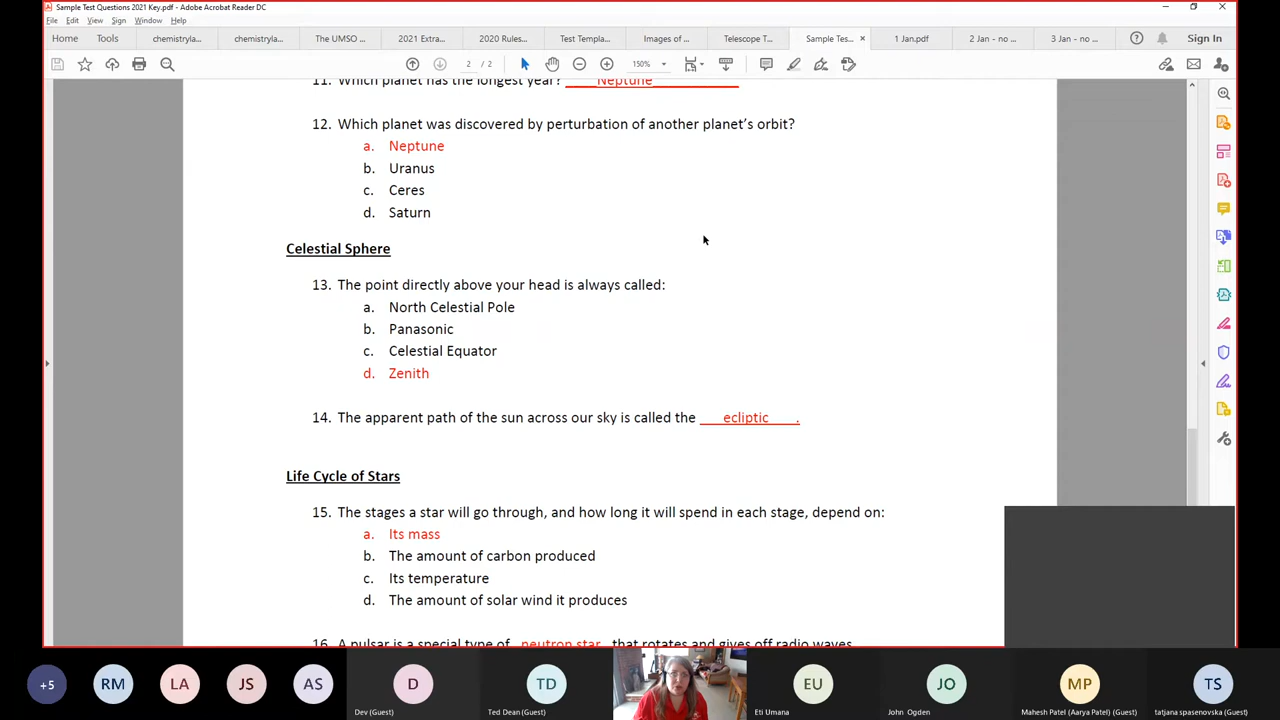 Sample Test Questions 2021 Key.pdf - Adobe Acrobat Reader DC
File Edit View Sign Window Help
Home Tools chemistryla... chemistryla... The UMSO ... 2021 Extra... 2020 Rules... Test Templa... Images of ... Telescope T... Sample Tes... 1 Jan.pdf 2 Jan - no ... 3 Jan - no ... Sign In
2 / 2 150%
11. Which planet has the longest year? ____Neptune____________
12. Which planet was discovered by perturbation of another planet's orbit?
a. Neptune
b. Uranus
c. Ceres
d. Saturn
Celestial Sphere
13. The point directly above your head is always called:
a. North Celestial Pole
b. Panasonic
c. Celestial Equator
d. Zenith
14. The apparent path of the sun across our sky is called the ___ecliptic____.
Life Cycle of Stars
15. The stages a star will go through, and how long it will spend in each stage, depend on:
a. Its mass
b. The amount of carbon produced
c. Its temperature
d. The amount of solar wind it produces
16. A pulsar is a special type of _neutron star_ that rotates and gives off radio waves
+5 RM LA JS AS D TD EU JO MP TS
Dev (Guest) Ted Dean (Guest) Eti Umana John Ogden Mahesh Patel (Aarya Patel) (Guest) tatjana spasenovska (Guest)